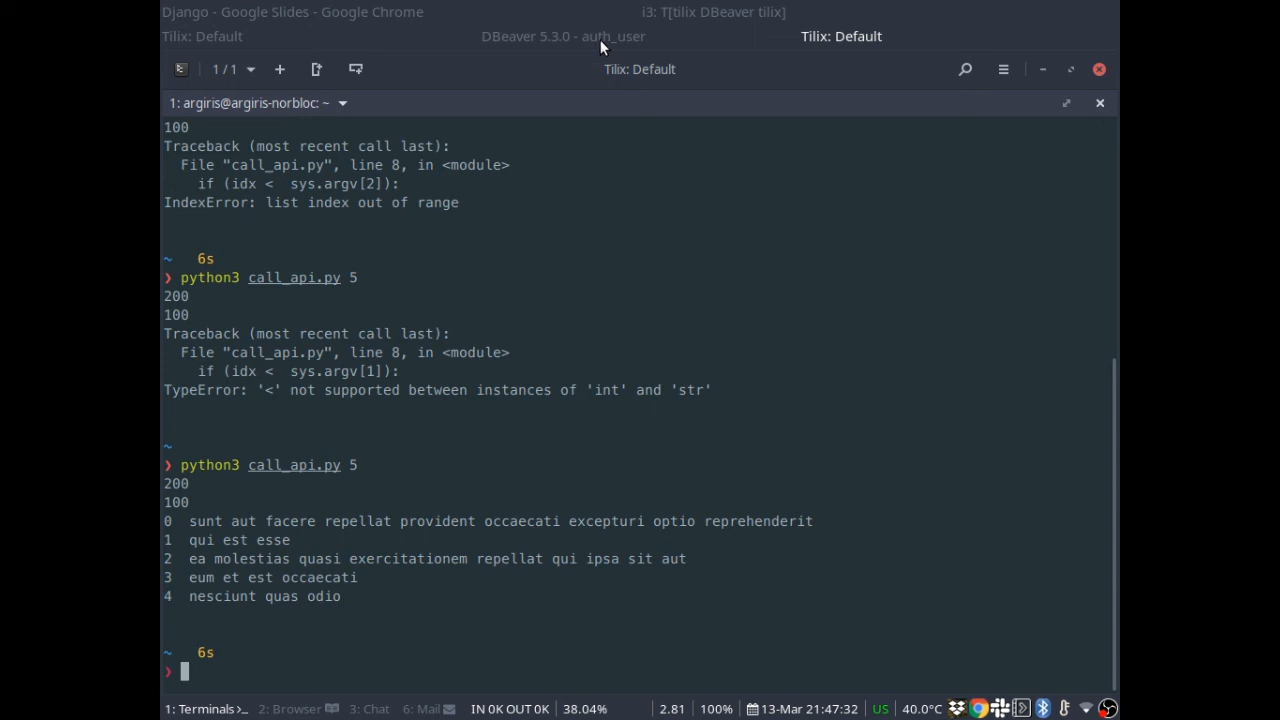 Django - Google Slides - Google Chrome
i3: T[tilix DBeaver tilix]
Tilix: Default
DBeaver 5.3.0 - auth_user
Tilix: Default
1 / 1
Tilix: Default
1: argiris@argiris-norbloc: ~
100
Traceback (most recent call last):
  File "call_api.py", line 8, in <module>
    if (idx <  sys.argv[2]):
IndexError: list index out of range
~   6s
❯ python3 call_api.py 5
200
100
Traceback (most recent call last):
  File "call_api.py", line 8, in <module>
    if (idx <  sys.argv[1]):
TypeError: '<' not supported between instances of 'int' and 'str'
~
❯ python3 call_api.py 5
200
100
0  sunt aut facere repellat provident occaecati excepturi optio reprehenderit
1  qui est esse
2  ea molestias quasi exercitationem repellat qui ipsa sit aut
3  eum et est occaecati
4  nesciunt quas odio
~   6s
❯
1: Terminals>_ 2: Browser 3: Chat 6: Mail IN 0K OUT 0K 38.04% 2.81 100% 13-Mar 21:47:32 US 40.0°C